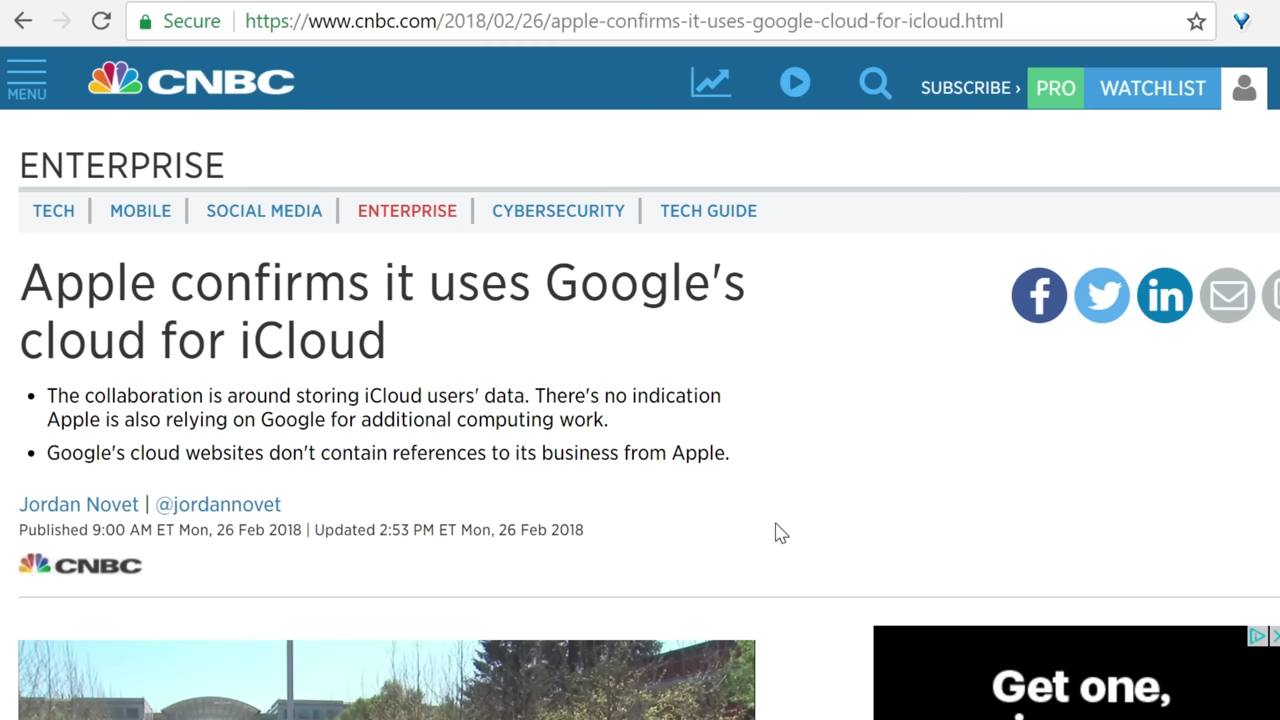 Secure
https://www.cnbc.com/2018/02/26/apple-confirms-it-uses-google-cloud-for-icloud.html
MENU
CNBC
SUBSCRIBE ›
PRO
WATCHLIST
ENTERPRISE
TECH | MOBILE | SOCIAL MEDIA | ENTERPRISE | CYBERSECURITY | TECH GUIDE
Apple confirms it uses Google's
cloud for iCloud
• The collaboration is around storing iCloud users' data. There's no indication
Apple is also relying on Google for additional computing work.
• Google's cloud websites don't contain references to its business from Apple.
Jordan Novet | @jordannovet
Published 9:00 AM ET Mon, 26 Feb 2018 | Updated 2:53 PM ET Mon, 26 Feb 2018
CNBC
Get one,